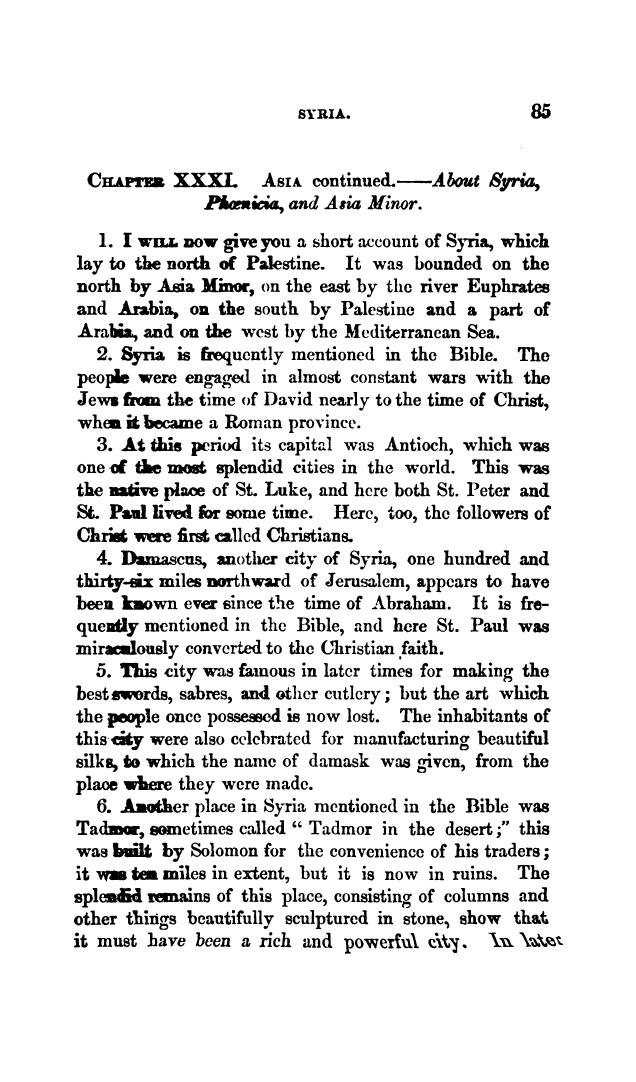 SYRIA. 85
CHAPTER XXXI. ASIA continued.——About Syria,
Phœnicia, and Asia Minor.
1. I WILL now give you a short account of Syria, which
lay to the north of Palestine. It was bounded on the
north by Asia Minor, on the east by the river Euphrates
and Arabia, on the south by Palestine and a part of
Arabia, and on the west by the Mediterranean Sea.
2. Syria is frequently mentioned in the Bible. The
people were engaged in almost constant wars with the
Jews from the time of David nearly to the time of Christ,
when it became a Roman province.
3. At this period its capital was Antioch, which was
one of the most splendid cities in the world. This was
the native place of St. Luke, and here both St. Peter and
St. Paul lived for some time. Here, too, the followers of
Christ were first called Christians.
4. Damascus, another city of Syria, one hundred and
thirty-six miles northward of Jerusalem, appears to have
been known ever since the time of Abraham. It is fre-
quently mentioned in the Bible, and here St. Paul was
miraculously converted to the Christian faith.
5. This city was famous in later times for making the
best swords, sabres, and other cutlery; but the art which
the people once possessed is now lost. The inhabitants of
this city were also celebrated for manufacturing beautiful
silks, to which the name of damask was given, from the
place where they were made.
6. Another place in Syria mentioned in the Bible was
Tadmor, sometimes called “ Tadmor in the desert;” this
was built by Solomon for the convenience of his traders;
it was ten miles in extent, but it is now in ruins. The
splendid remains of this place, consisting of columns and
other things beautifully sculptured in stone, show that
it must have been a rich and powerful city. In later